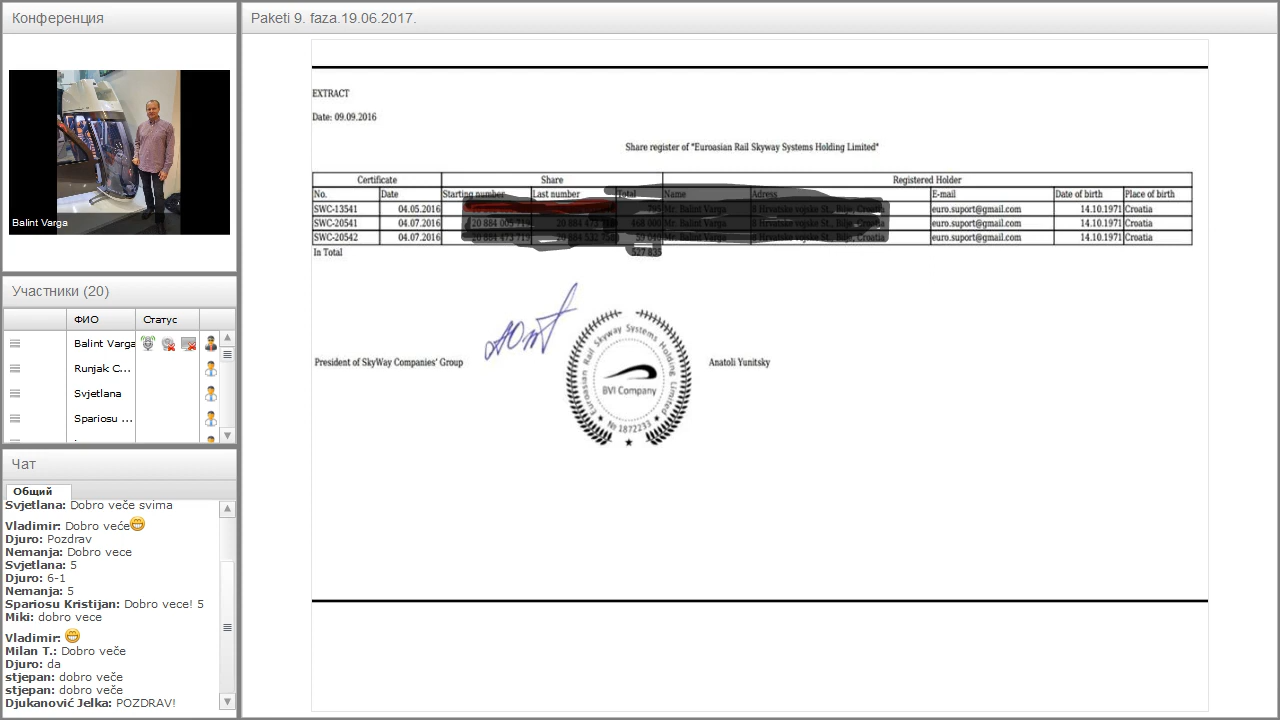 Конференция
Balint Varga
Участники (20)
ФИО Статус
Balint Varga
Runjak C...
Svjetlana
Spariosu ...
Чат
Общий
Svjetlana: Dobro veče svima
Vladimir: Dobro veće
Djuro: Pozdrav
Nemanja: Dobro vece
Svjetlana: 5
Djuro: 6-1
Nemanja: 5
Spariosu Kristijan: Dobro vece! 5
Miki: dobro vece
Vladimir:
Milan T.: Dobro veče
Djuro: da
stjepan: dobro veče
stjepan: dobro veče
Djukanović Jelka: POZDRAV!
Paketi 9. faza.19.06.2017.
EXTRACT
Date: 09.09.2016
Share register of "Euroasian Rail Skyway Systems Holding Limited"
Certificate Share Registered Holder
No. Date Starting number Last number Total Name Adress E-mail Date of birth Place of birth
SWC-13541 04.05.2016 euro.suport@gmail.com 14.10.1971 Croatia
SWC-20541 04.07.2016 euro.suport@gmail.com 14.10.1971 Croatia
SWC-20542 04.07.2016 euro.suport@gmail.com 14.10.1971 Croatia
In Total
President of SkyWay Companies' Group
Euroasian Rail Skyway Systems Holding Limited
BVI Company
№ 1872233
Anatoli Yunitsky